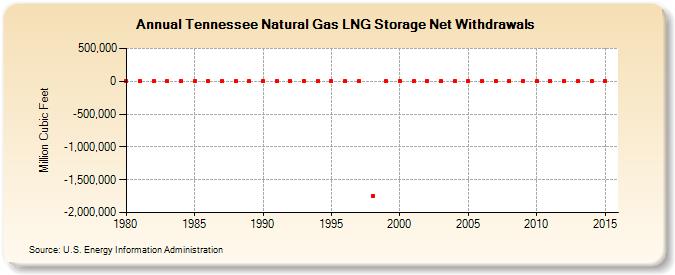 Annual Tennessee Natural Gas LNG Storage Net Withdrawals
Million Cubic Feet
500,000
0
-500,000
-1,000,000
-1,500,000
-2,000,000
1980 1985 1990 1995 2000 2005 2010 2015
Source: U.S. Energy Information Administration